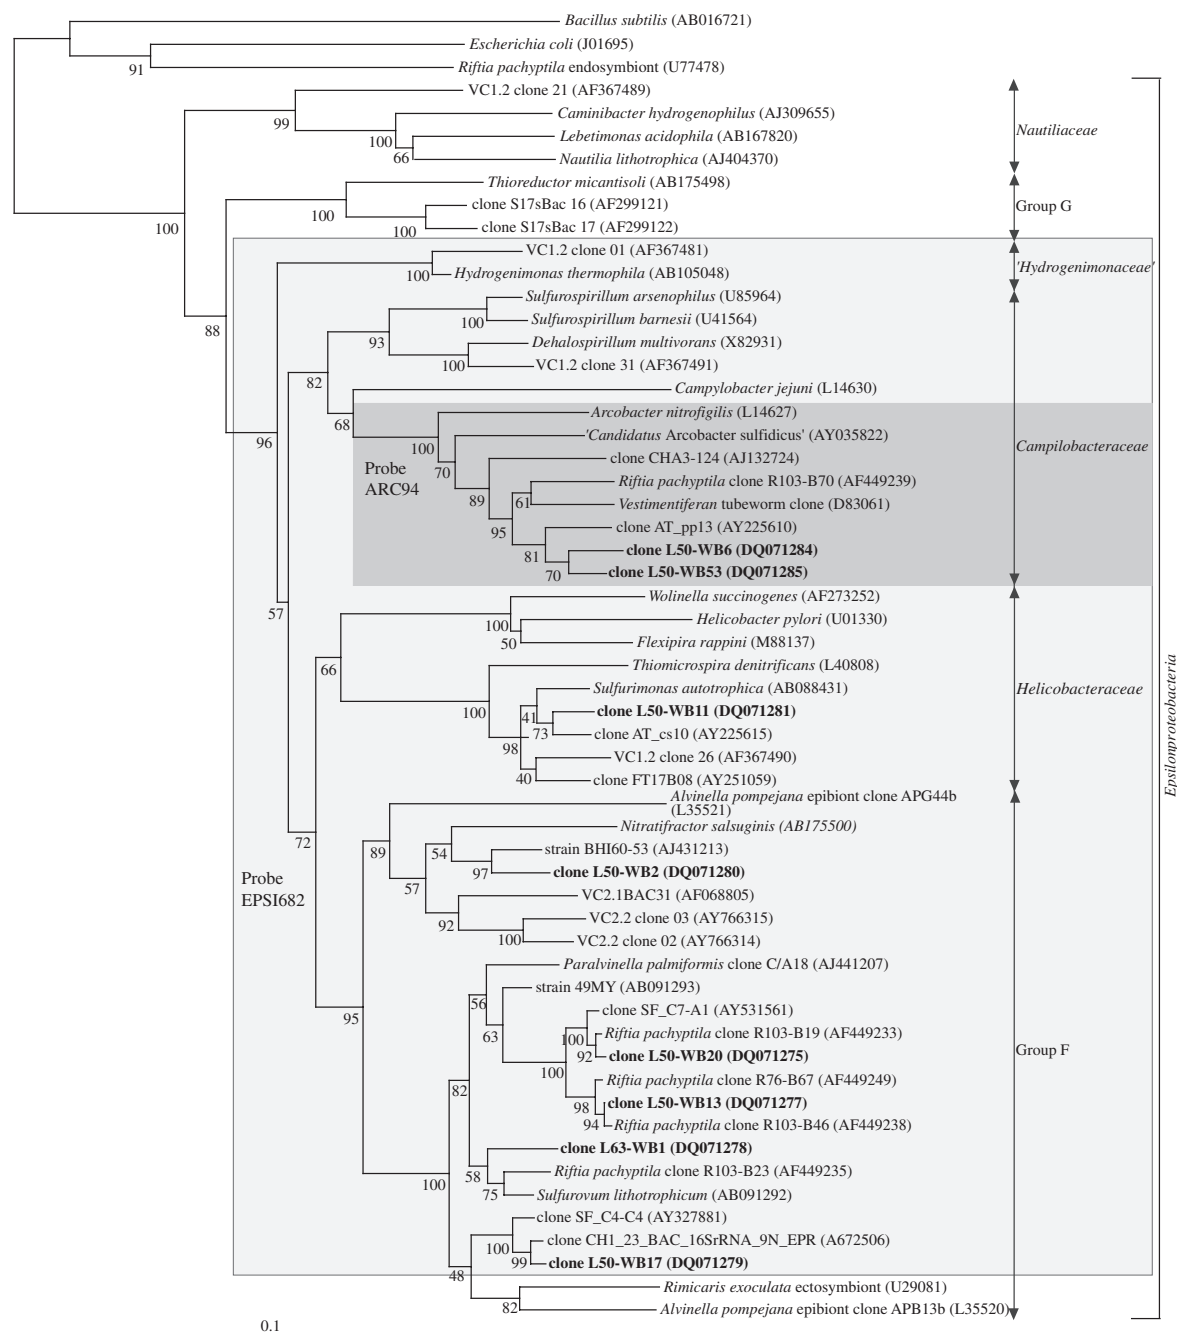 Bacillus subtilis (AB016721)
Escherichia coli (J01695)
91
Riftia pachyptila endosymbiont (U77478)
VC1.2 clone 21 (AF367489)
99
Caminibacter hydrogenophilus (AJ309655)
100
Lebetimonas acidophila (AB167820)
66
Nautilia lithotrophica (AJ404370)
Nautiliaceae
Thioreductor micantisoli (AB175498)
100
100
clone S17sBac 16 (AF299121)
100
clone S17sBac 17 (AF299122)
Group G
VC1.2 clone 01 (AF367481)
100
Hydrogenimonas thermophila (AB105048)
'Hydrogenimonaceae'
88
Sulfurospirillum arsenophilus (U85964)
100
Sulfurospirillum barnesii (U41564)
93
Dehalospirillum multivorans (X82931)
100
VC1.2 clone 31 (AF367491)
82
Campylobacter jejuni (L14630)
68
96
Arcobacter nitrofigilis (L14627)
100
'Candidatus Arcobacter sulfidicus' (AY035822)
Campilobacteraceae
70
clone CHA3-124 (AJ132724)
Probe
ARC94
89
Riftia pachyptila clone R103-B70 (AF449239)
61
Vestimentiferan tubeworm clone (D83061)
95
clone AT_pp13 (AY225610)
81
clone L50-WB6 (DQ071284)
70
clone L50-WB53 (DQ071285)
57
Wolinella succinogenes (AF273252)
100
Helicobacter pylori (U01330)
50
Flexipira rappini (M88137)
66
Thiomicrospira denitrificans (L40808)
100
Sulfurimonas autotrophica (AB088431)
Helicobacteraceae
41
clone L50-WB11 (DQ071281)
73
clone AT_cs10 (AY225615)
98
VC1.2 clone 26 (AF367490)
40
clone FT17B08 (AY251059)
Epsilonproteobacteria
72
Alvinella pompejana epibiont clone APG44b
(L35521)
89
Nitratifractor salsuginis (AB175500)
54
strain BHI60-53 (AJ431213)
97
clone L50-WB2 (DQ071280)
57
Probe
EPSI682
VC2.1BAC31 (AF068805)
92
VC2.2 clone 03 (AY766315)
100
VC2.2 clone 02 (AY766314)
95
Paralvinella palmiformis clone C/A18 (AJ441207)
56
strain 49MY (AB091293)
63
clone SF_C7-A1 (AY531561)
100
Riftia pachyptila clone R103-B19 (AF449233)
92
clone L50-WB20 (DQ071275)
100
Group F
Riftia pachyptila clone R76-B67 (AF449249)
98
clone L50-WB13 (DQ071277)
94
Riftia pachyptila clone R103-B46 (AF449238)
82
clone L63-WB1 (DQ071278)
58
Riftia pachyptila clone R103-B23 (AF449235)
75
Sulfurovum lithotrophicum (AB091292)
100
clone SF_C4-C4 (AY327881)
100
CH1_23_BAC_16SrRNA_9N_EPR (A672506)
99
clone L50-WB17 (DQ071279)
48
Rimicaris exoculata ectosymbiont (U29081)
82
Alvinella pompejana epibiont clone APB13b (L35520)
0.1